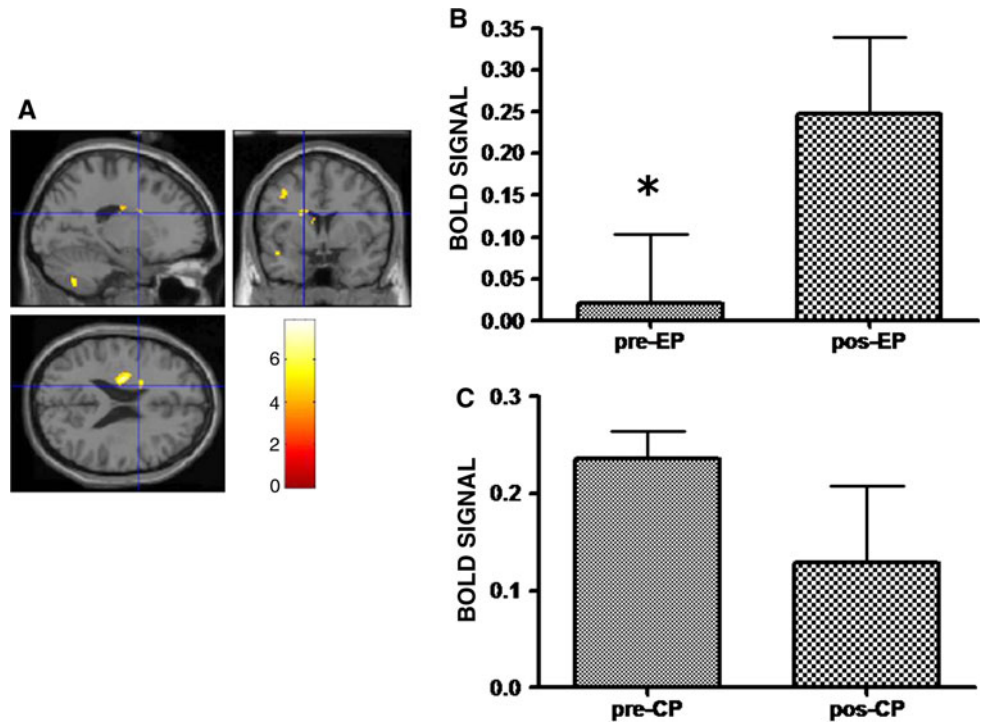 A
6
4
2
0
B
BOLD SIGNAL
0.35
0.30
0.25
0.20
0.15
0.10
0.05
0.00
*
pre-EP
pos-EP
C
BOLD SIGNAL
0.3
0.2
0.1
0.0
pre-CP
pos-CP